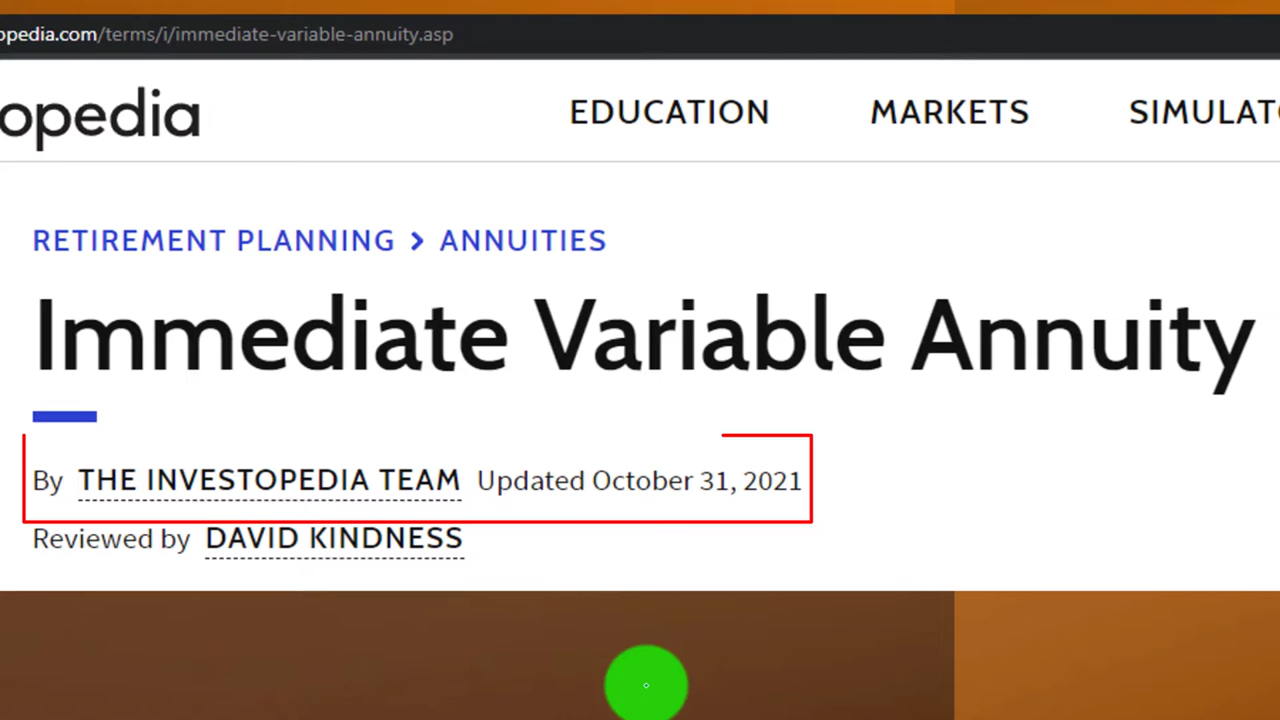 opedia.com/terms/i/immediate-variable-annuity.asp
opedia EDUCATION MARKETS SIMULATO
RETIREMENT PLANNING > ANNUITIES
Immediate Variable Annuity
By THE INVESTOPEDIA TEAM Updated October 31, 2021
Reviewed by DAVID KINDNESS